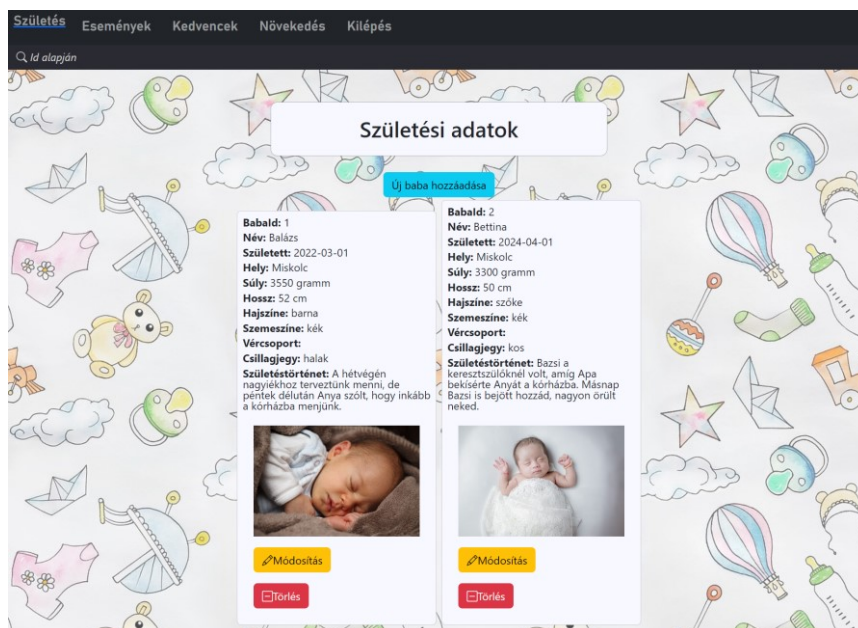 Születés Események Kedvencek Növekedés Kilépés
Id alapján
Születési adatok
Új baba hozzáadása
BabaId: 1
Név: Balázs
Született: 2022-03-01
Hely: Miskolc
Súly: 3550 gramm
Hossz: 52 cm
Hajszíne: barna
Szemeszíne: kék
Vércsoport:
Csillagjegy: halak
Születéstörténet: A hétvégén
nagyiékhoz terveztünk menni, de
péntek délután Anya szólt, hogy inkább
a kórházba menjünk.
Módosítás
Törlés
BabaId: 2
Név: Bettina
Született: 2024-04-01
Hely: Miskolc
Súly: 3300 gramm
Hossz: 50 cm
Hajszíne: szőke
Szemeszíne: kék
Vércsoport:
Csillagjegy: kos
Születéstörténet: Bazsi a
keresztszülőknél volt, amíg Apa
bekísérte Anyát a kórházba. Másnap
Bazsi is bejött hozzád, nagyon örült
neked.
Módosítás
Törlés